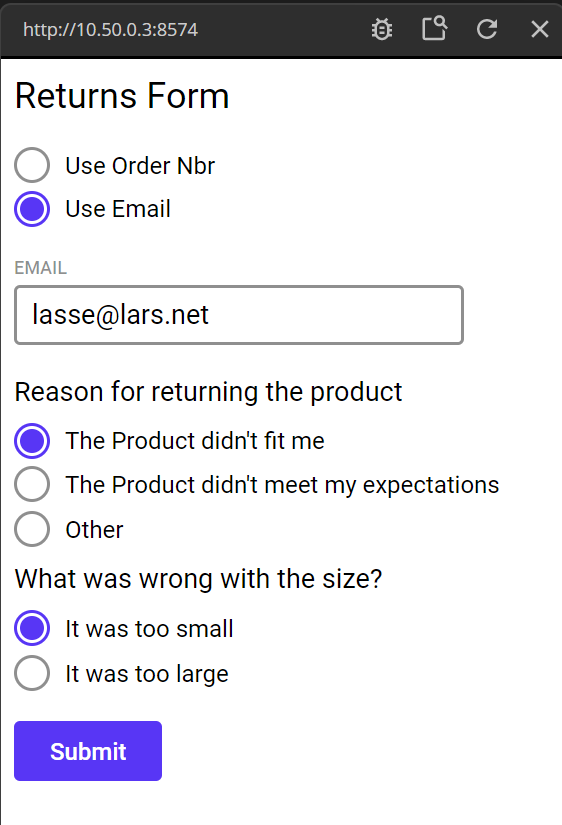 http://10.50.0.3:8574
Returns Form
Use Order Nbr
Use Email
EMAIL
lasse@lars.net
Reason for returning the product
The Product didn't fit me
The Product didn't meet my expectations
Other
What was wrong with the size?
It was too small
It was too large
Submit